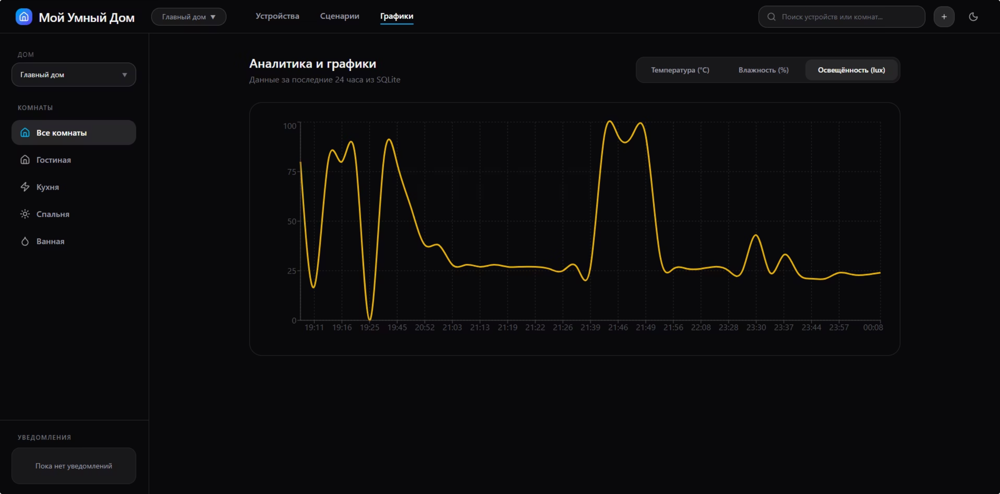 Мой Умный Дом
Главный дом ▼
Устройства
Сценарии
Графики
Поиск устройств или комнат...
+
ДОМ
Главный дом ▼
КОМНАТЫ
Все комнаты
Гостиная
Кухня
Спальня
Ванная
УВЕДОМЛЕНИЯ
Пока нет уведомлений
Аналитика и графики
Данные за последние 24 часа из SQLite
Температура (°C)
Влажность (%)
Освещённость (lux)
100
75
50
25
0
19:11 19:16 19:25 19:45 20:52 21:03 21:13 21:19 21:22 21:26 21:39 21:46 21:49 21:56 22:08 23:28 23:30 23:37 23:44 23:57 00:08